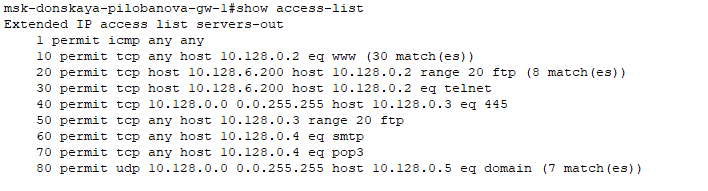 msk-donskaya-pilobanova-gw-1#show access-list
Extended IP access list servers-out
1 permit icmp any any
10 permit tcp any host 10.128.0.2 eq www (30 match(es))
20 permit tcp host 10.128.6.200 host 10.128.0.2 range 20 ftp (8 match(es))
30 permit tcp host 10.128.6.200 host 10.128.0.2 eq telnet
40 permit tcp 10.128.0.0 0.0.255.255 host 10.128.0.3 eq 445
50 permit tcp any host 10.128.0.3 range 20 ftp
60 permit tcp any host 10.128.0.4 eq smtp
70 permit tcp any host 10.128.0.4 eq pop3
80 permit udp 10.128.0.0 0.0.255.255 host 10.128.0.5 eq domain (7 match(es))